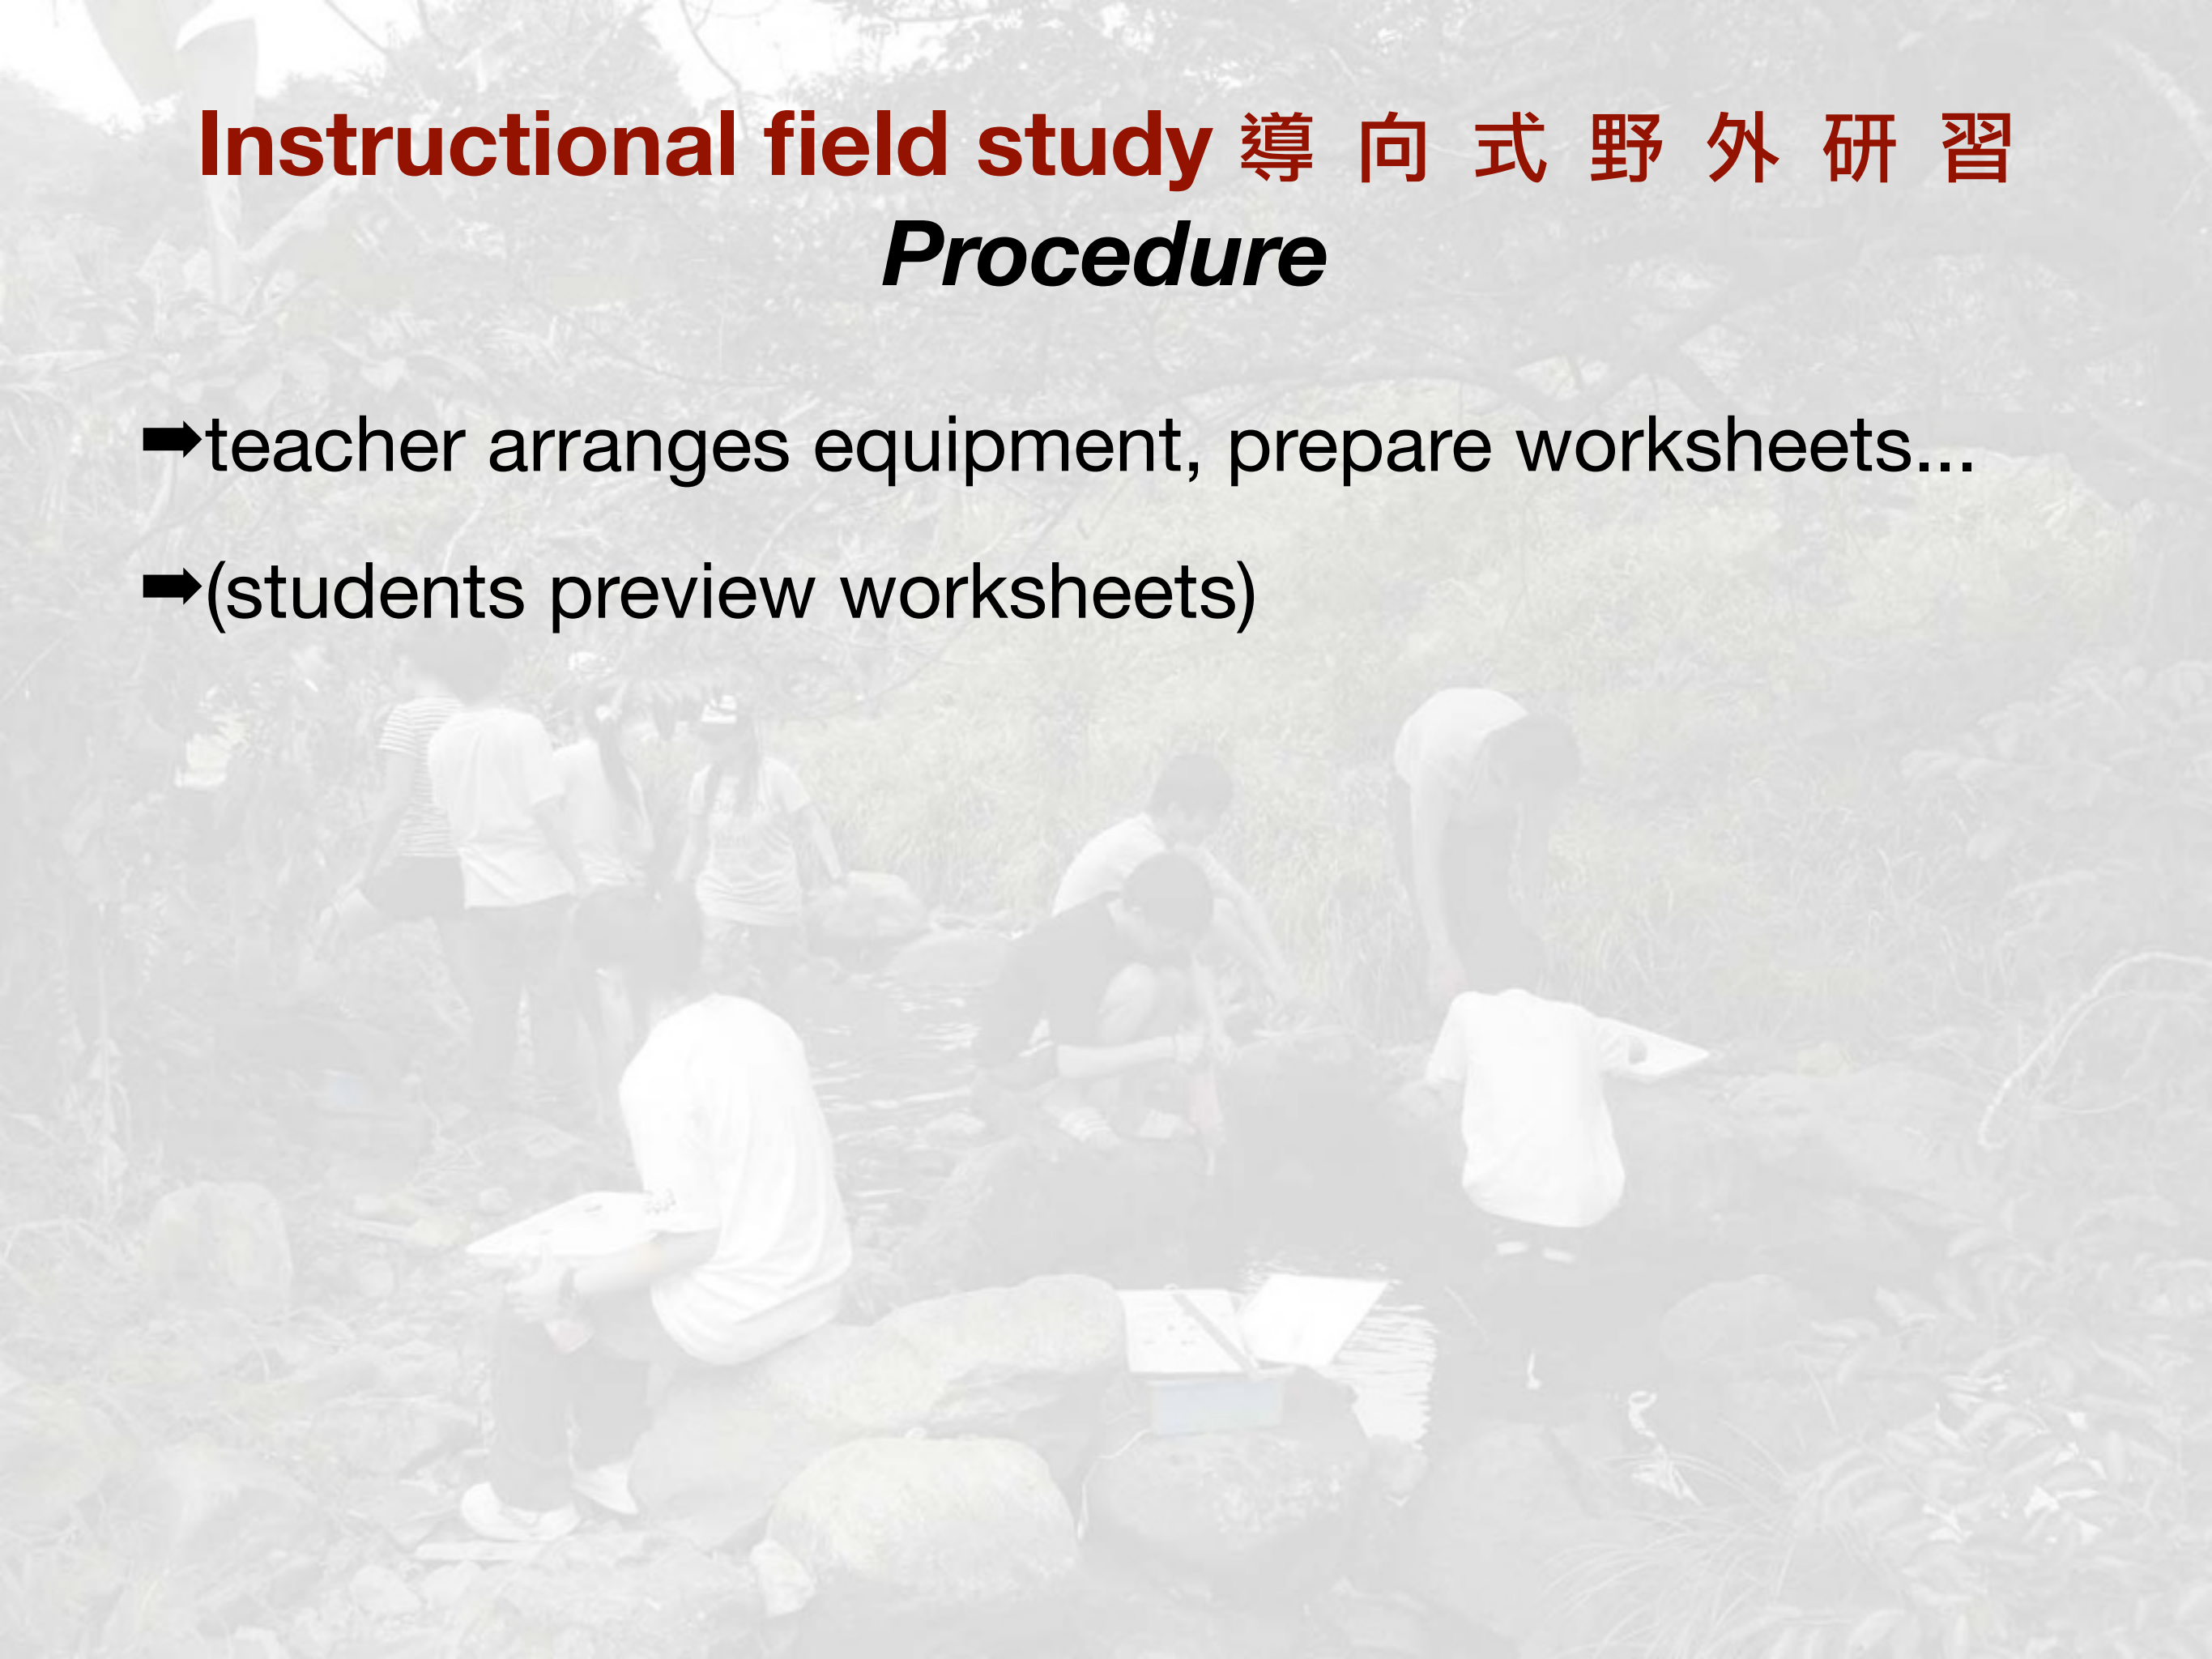 Instructional field study 導向式野外研習
Procedure
➡teacher arranges equipment, prepare worksheets...
➡(students preview worksheets)